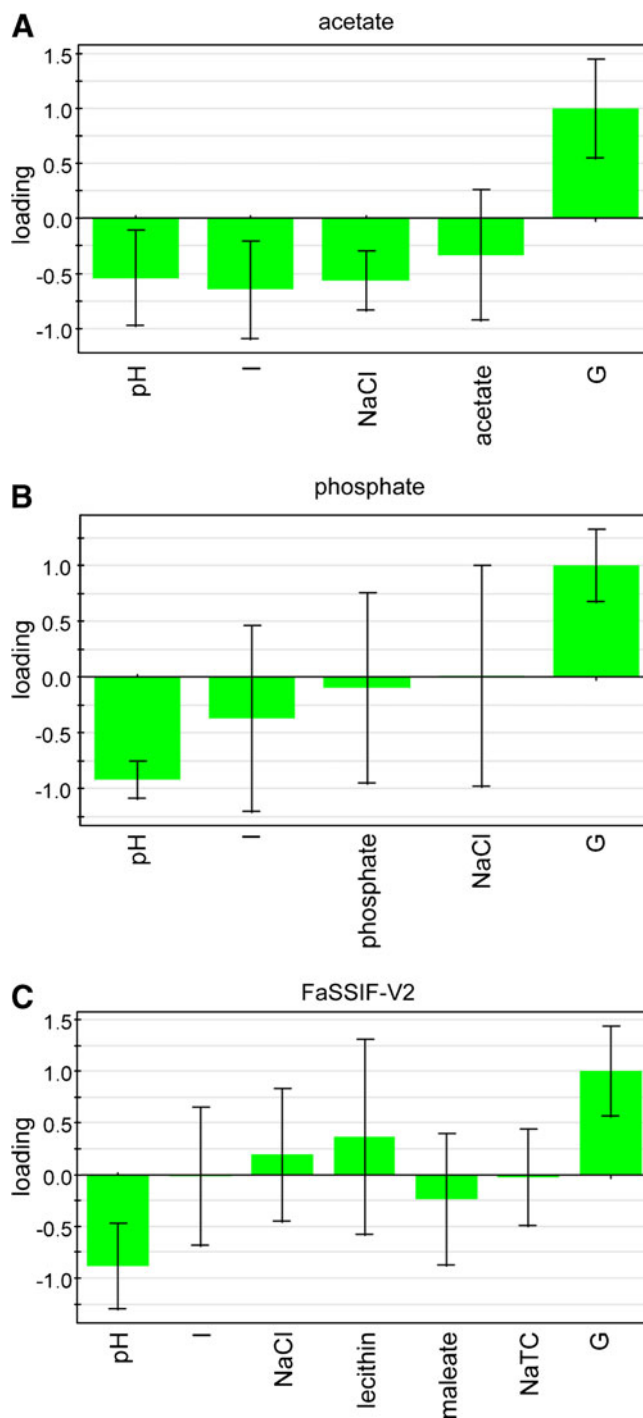 A
acetate
loading
1.5
1.0
0.5
0.0
-0.5
-1.0
pH
I
NaCl
acetate
G
B
phosphate
loading
1.0
0.5
0.0
-0.5
-1.0
pH
I
phosphate
NaCl
G
C
FaSSIF-V2
loading
1.5
1.0
0.5
0.0
-0.5
-1.0
pH
I
NaCl
lecithin
maleate
NaTC
G